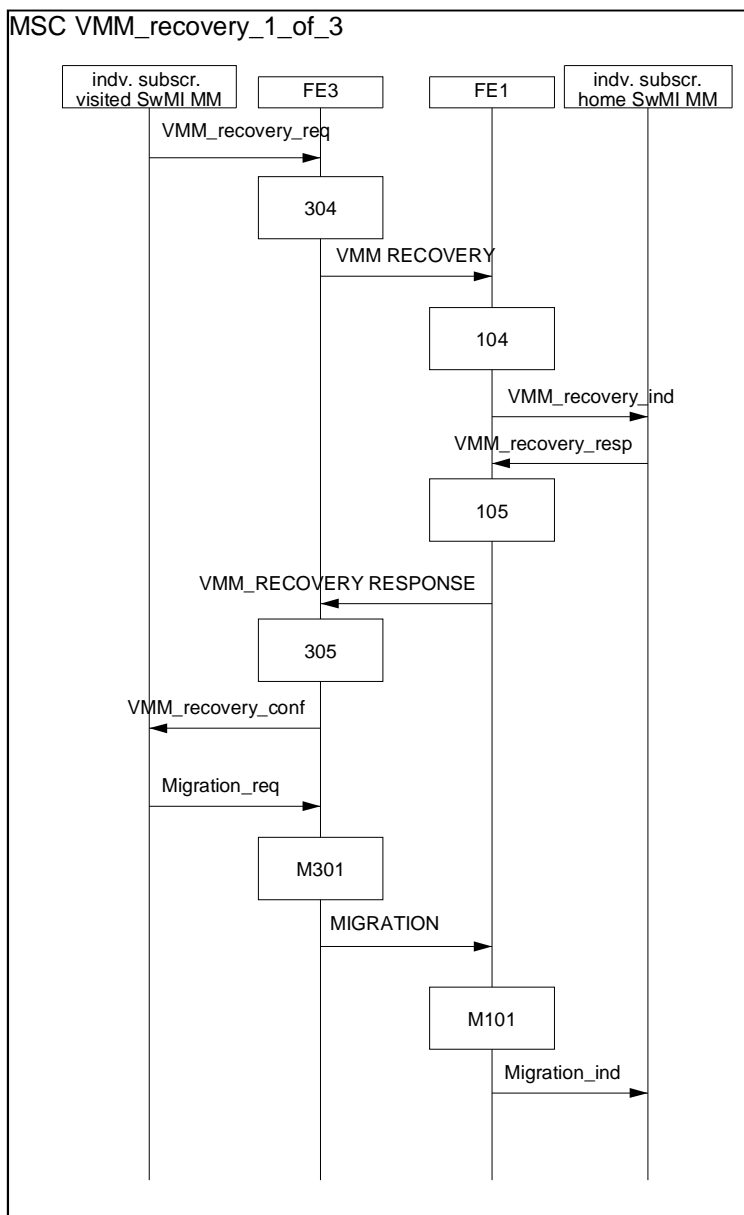 MSC VMM_recovery_1_of_3
indv. subscr.
visited SwMI MM
FE3
FE1
indv. subscr.
home SwMI MM
VMM_recovery_req
304
VMM RECOVERY
104
VMM_recovery_ind
VMM_recovery_resp
105
VMM_RECOVERY RESPONSE
305
VMM_recovery_conf
Migration_req
M301
MIGRATION
M101
Migration_ind